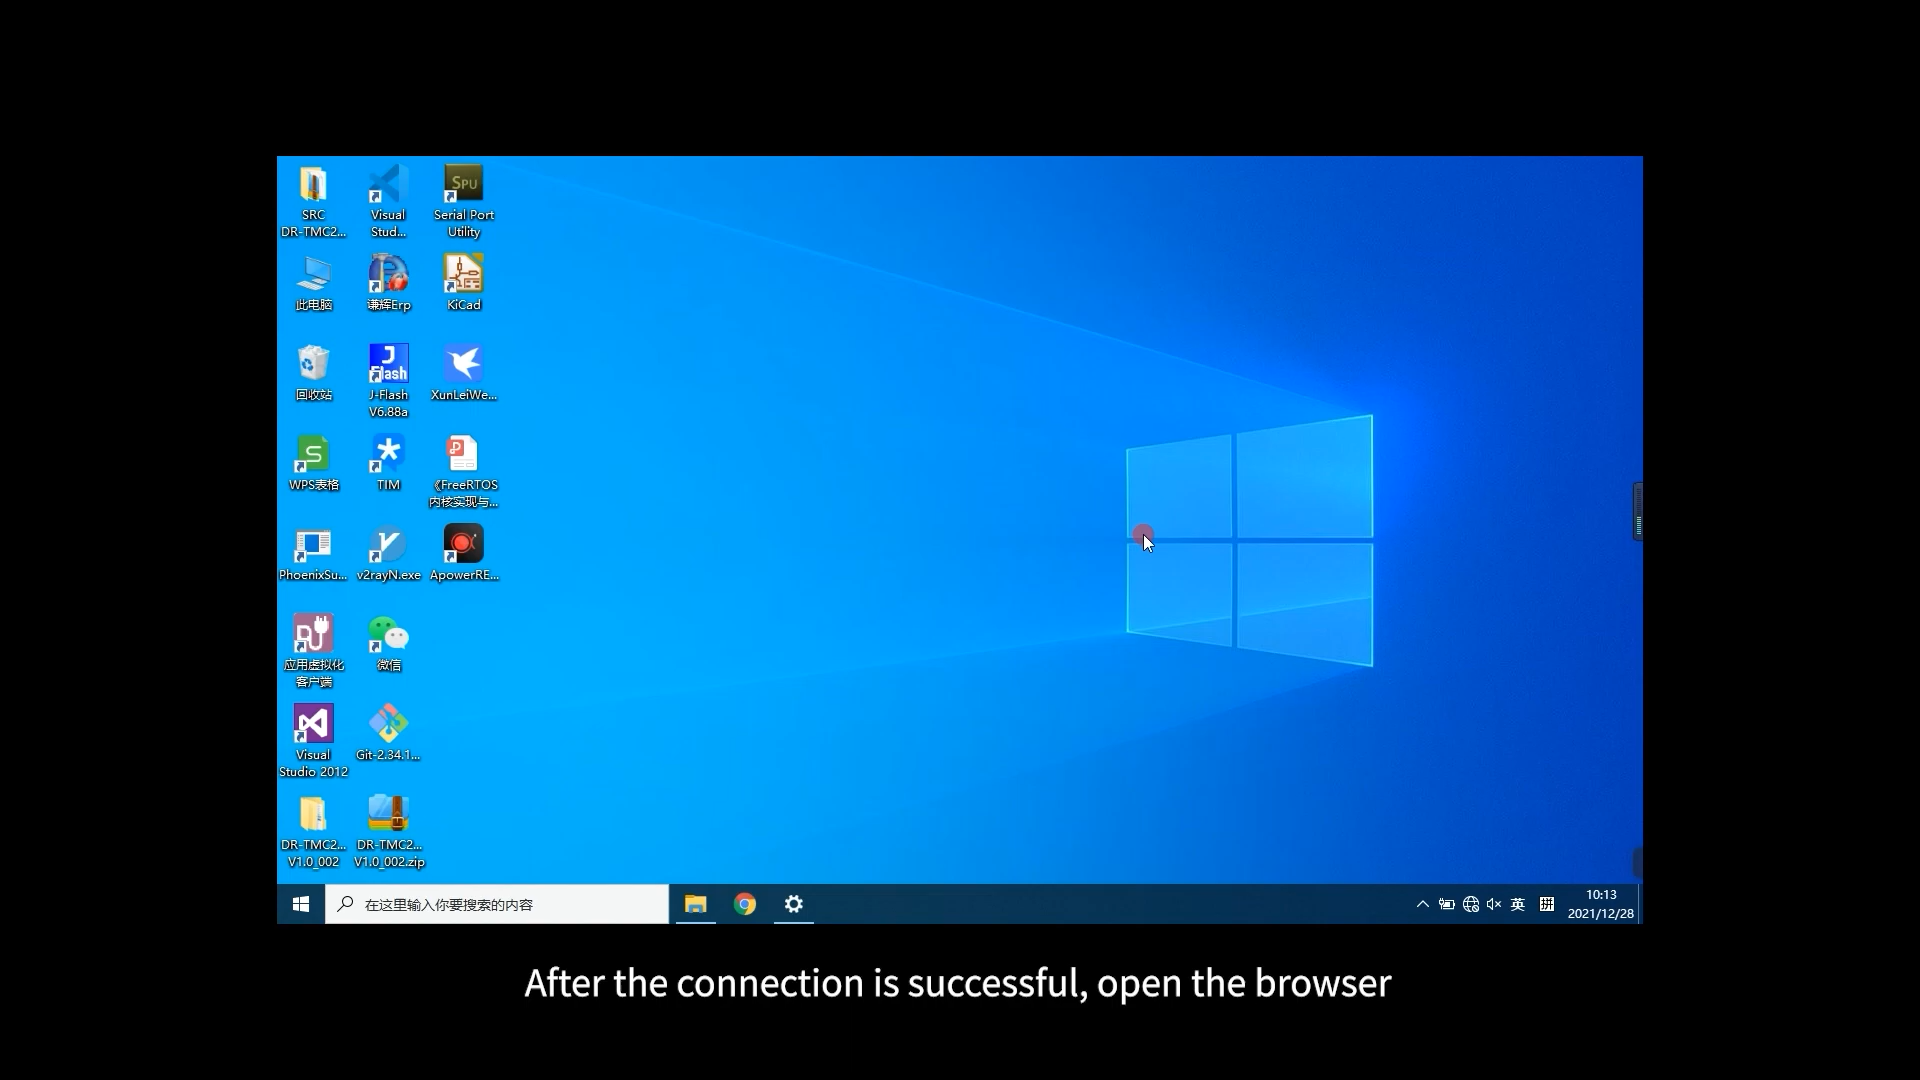 SRC
DR-TMC2...
Visual
Stud...
SPU
Serial Port
Utility
此电脑
谦辉Erp
KiCad
回收站
J
Flash
J-Flash
V6.88a
XunLeiWe...
S
WPS表格
TIM
P
《FreeRTOS
内核实现与...
PhoenixSu...
v2rayN.exe
ApowerRE...
应用虚拟化
客户端
微信
Visual
Studio 2012
Git-2.34.1...
DR-TMC2...
V1.0_002
DR-TMC2...
V1.0_002.zip
在这里输入你要搜索的内容
英
拼
10:13
2021/12/28
After the connection is successful, open the browser